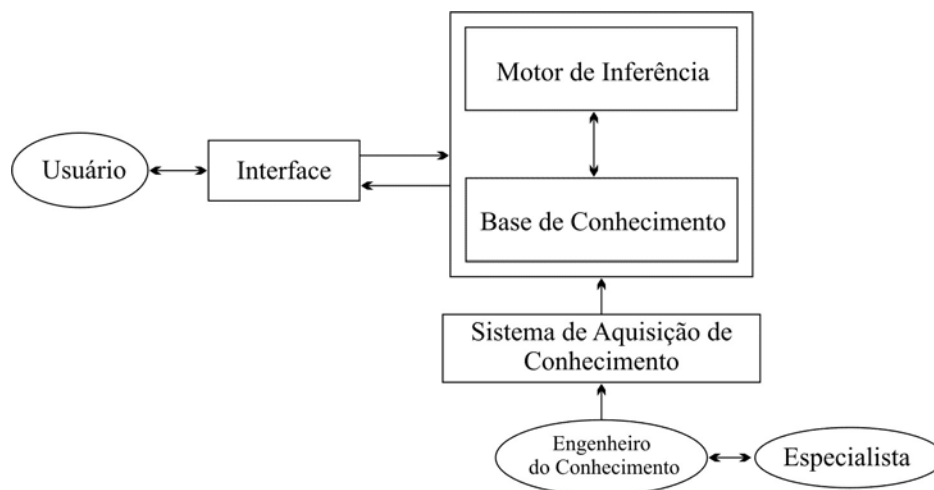 Motor de Inferência
Usuário
Interface
Base de Conhecimento
Sistema de Aquisição de
Conhecimento
Engenheiro
do Conhecimento
Especialista